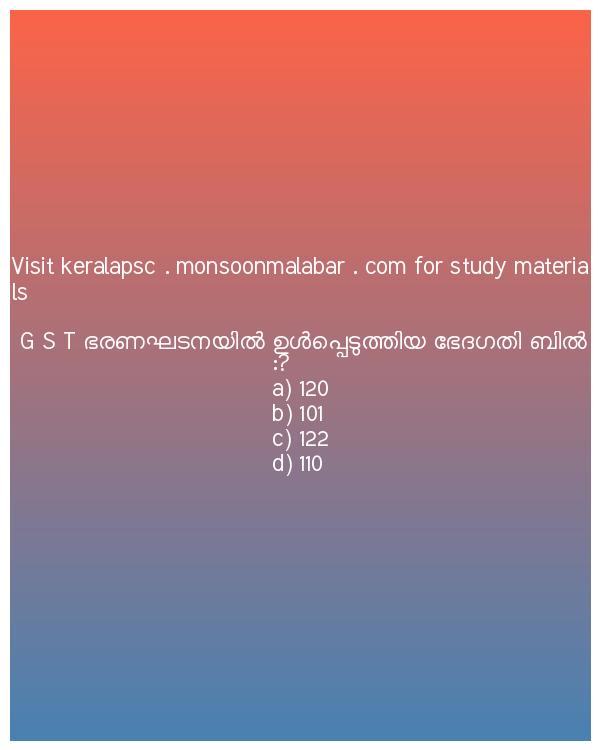 Visit keralapsc . monsoonmalabar . com for study materia
ls
G S T ഭരണഘടനയിൽ ഉൾപ്പെടുത്തിയ ഭേദഗതി ബിൽ
:?
a) 120
b) 101
c) 122
d) 110